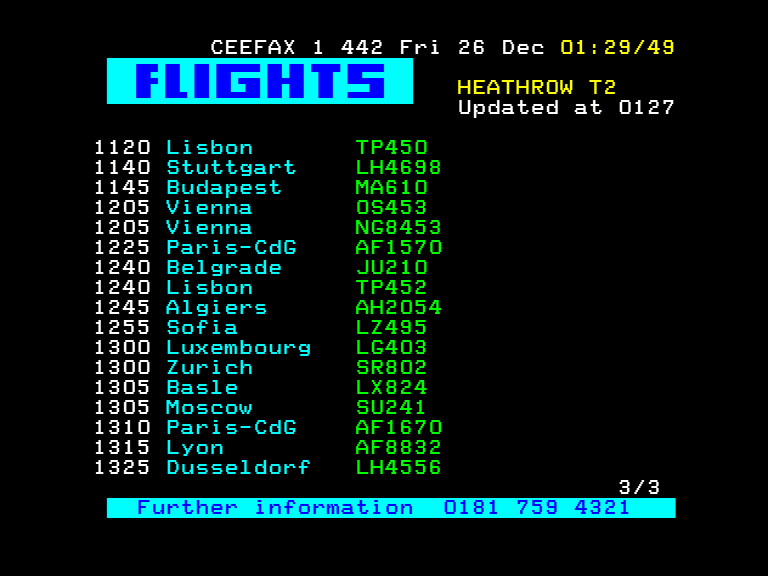 CEEFAX 1 442 Fri 26 Dec 01:29/49
FLIGHTS
HEATHROW T2
Updated at 0127
1120 Lisbon TP450
1140 Stuttgart LH4698
1145 Budapest MA610
1205 Vienna OS453
1205 Vienna NG8453
1225 Paris-CdG AF1570
1240 Belgrade JU210
1240 Lisbon TP452
1245 Algiers AH2054
1255 Sofia LZ495
1300 Luxembourg LG403
1300 Zurich SR802
1305 Basle LX824
1305 Moscow SU241
1310 Paris-CdG AF1670
1315 Lyon AF8832
1325 Dusseldorf LH4556
3/3
Further information 0181 759 4321